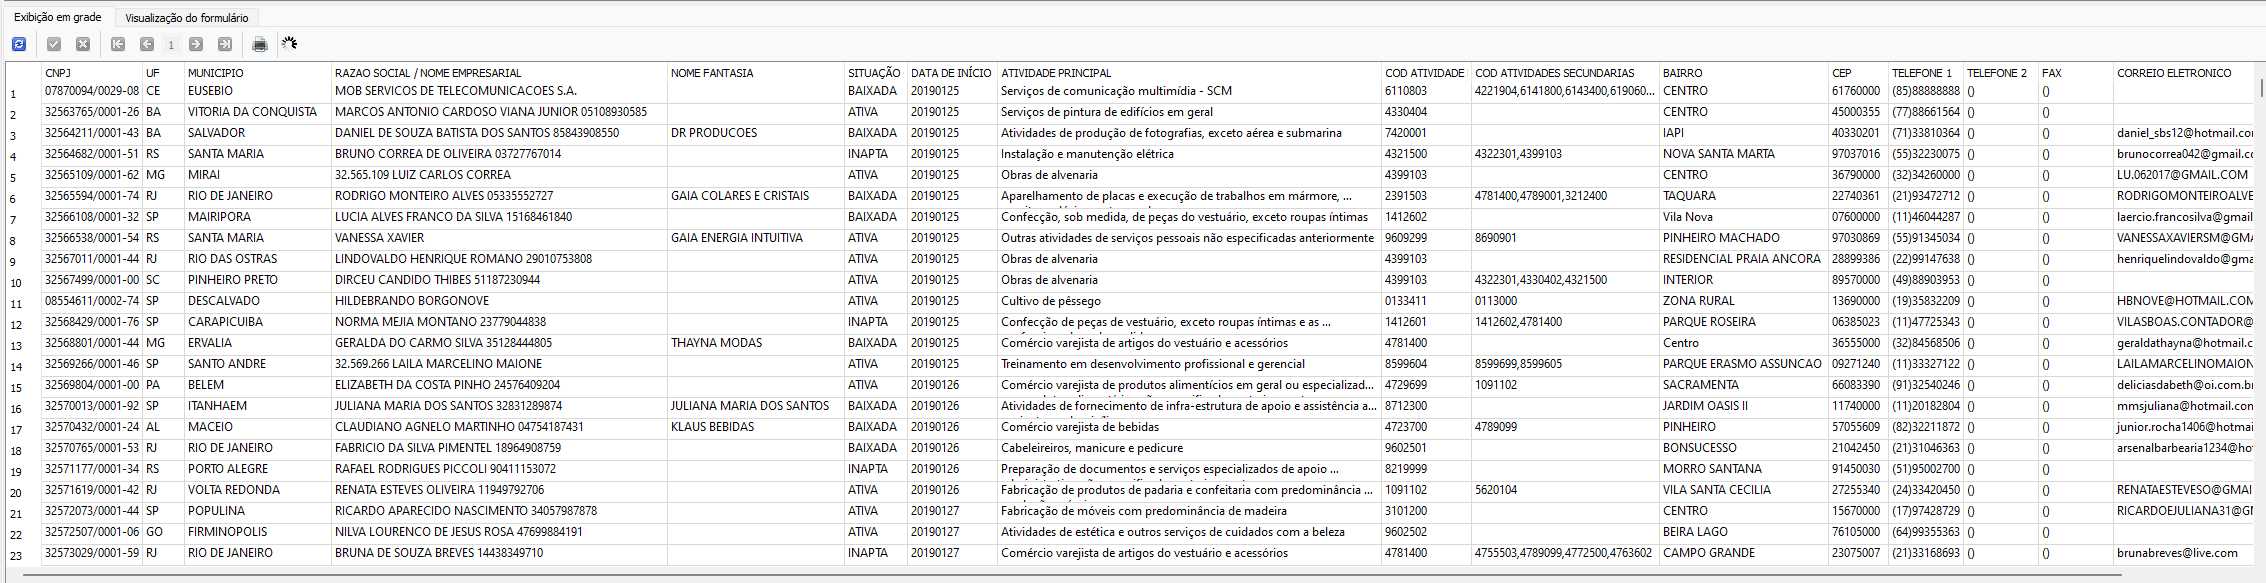 Exibição em grade Visualização do formulário
1
CNPJ UF MUNICIPIO RAZAO SOCIAL / NOME EMPRESARIAL NOME FANTASIA SITUAÇÃO DATA DE INÍCIO ATIVIDADE PRINCIPAL COD ATIVIDADE COD ATIVIDADES SECUNDARIAS BAIRRO CEP TELEFONE 1 TELEFONE 2 FAX CORREIO ELETRONICO
1 07870094/0029-08 CE EUSEBIO MOB SERVICOS DE TELECOMUNICACOES S.A. BAIXADA 20190125 Serviços de comunicação multimídia - SCM 6110803 4221904,6141800,6143400,619060... CENTRO 61760000 (85)88888888 () ()
2 32563765/0001-26 BA VITORIA DA CONQUISTA MARCOS ANTONIO CARDOSO VIANA JUNIOR 05108930585 ATIVA 20190125 Serviços de pintura de edifícios em geral 4330404 CENTRO 45000355 (77)88661564 () ()
3 32564211/0001-43 BA SALVADOR DANIEL DE SOUZA BATISTA DOS SANTOS 85843908550 DR PRODUCOES BAIXADA 20190125 Atividades de produção de fotografias, exceto aérea e submarina 7420001 IAPI 40330201 (71)33810364 () () daniel_sbs12@hotmail.co
4 32564682/0001-51 RS SANTA MARIA BRUNO CORREA DE OLIVEIRA 03727767014 INAPTA 20190125 Instalação e manutenção elétrica 4321500 4322301,4399103 NOVA SANTA MARTA 97037016 (55)32230075 () () brunocorrea042@gmail.c
5 32565109/0001-62 MG MIRAI 32.565.109 LUIZ CARLOS CORREA ATIVA 20190125 Obras de alvenaria 4399103 CENTRO 36790000 (32)34260000 () () LU.062017@GMAIL.COM
6 32565594/0001-74 RJ RIO DE JANEIRO RODRIGO MONTEIRO ALVES 05335552727 GAIA COLARES E CRISTAIS BAIXADA 20190125 Aparelhamento de placas e execução de trabalhos em mármore, ... 2391503 4781400,4789001,3212400 TAQUARA 22740361 (21)93472712 () () RODRIGOMONTEIROALVE
7 32566108/0001-32 SP MAIRIPORA LUCIA ALVES FRANCO DA SILVA 15168461840 BAIXADA 20190125 Confecção, sob medida, de peças do vestuário, exceto roupas íntimas 1412602 Vila Nova 07600000 (11)46044287 () () laercio.francosilva@gmail
8 32566538/0001-54 RS SANTA MARIA VANESSA XAVIER GAIA ENERGIA INTUITIVA ATIVA 20190125 Outras atividades de serviços pessoais não especificadas anteriormente 9609299 8690901 PINHEIRO MACHADO 97030869 (55)91345034 () () VANESSAXAVIERSM@GMA
9 32567011/0001-44 RJ RIO DAS OSTRAS LINDOVALDO HENRIQUE ROMANO 29010753808 ATIVA 20190125 Obras de alvenaria 4399103 RESIDENCIAL PRAIA ANCORA 28899386 (22)99147638 () () henriquelindovaldo@gma
10 32567499/0001-00 SC PINHEIRO PRETO DIRCEU CANDIDO THIBES 51187230944 ATIVA 20190125 Obras de alvenaria 4399103 4322301,4330402,4321500 INTERIOR 89570000 (49)88903953 () ()
11 08554611/0002-74 SP DESCALVADO HILDEBRANDO BORGONOVE ATIVA 20190125 Cultivo de pêssego 0133411 0113000 ZONA RURAL 13690000 (19)35832209 () () HBNOVE@HOTMAIL.COM
12 32568429/0001-76 SP CARAPICUIBA NORMA MEJIA MONTANO 23779044838 INAPTA 20190125 Confecção de peças de vestuário, exceto roupas íntimas e as ... 1412601 1412602,4781400 PARQUE ROSEIRA 06385023 (11)47725343 () () VILASBOAS.CONTADOR@
13 32568801/0001-44 MG ERVALIA GERALDA DO CARMO SILVA 35128444805 THAYNA MODAS BAIXADA 20190125 Comércio varejista de artigos do vestuário e acessórios 4781400 Centro 36555000 (32)84568506 () () geraldathayna@hotmail.c
14 32569266/0001-46 SP SANTO ANDRE 32.569.266 LAILA MARCELINO MAIONE ATIVA 20190125 Treinamento em desenvolvimento profissional e gerencial 8599604 8599699,8599605 PARQUE ERASMO ASSUNCAO 09271240 (11)33327122 () () LAILAMARCELINOMAION
15 32569804/0001-00 PA BELEM ELIZABETH DA COSTA PINHO 24576409204 ATIVA 20190126 Comércio varejista de produtos alimentícios em geral ou especializad... 4729699 1091102 SACRAMENTA 66083390 (91)32540246 () () deliciasdabeth@oi.com.b
16 32570013/0001-92 SP ITANHAEM JULIANA MARIA DOS SANTOS 32831289874 JULIANA MARIA DOS SANTOS BAIXADA 20190126 Atividades de fornecimento de infra-estrutura de apoio e assistência a... 8712300 JARDIM OASIS II 11740000 (11)20182804 () () mmsjuliana@hotmail.con
17 32570432/0001-24 AL MACEIO CLAUDIANO AGNELO MARTINHO 04754187431 KLAUS BEBIDAS BAIXADA 20190126 Comércio varejista de bebidas 4723700 4789099 PINHEIRO 57055609 (82)32211872 () () junior.rocha1406@hotmai
18 32570765/0001-53 RJ RIO DE JANEIRO FABRICIO DA SILVA PIMENTEL 18964908759 BAIXADA 20190126 Cabeleireiros, manicure e pedicure 9602501 BONSUCESSO 21042450 (21)31046363 () () arsenalbarbearia1234@ho
19 32571177/0001-34 RS PORTO ALEGRE RAFAEL RODRIGUES PICCOLI 90411153072 INAPTA 20190126 Preparação de documentos e serviços especializados de apoio ... 8219999 MORRO SANTANA 91450030 (51)95002700 () ()
20 32571619/0001-42 RJ VOLTA REDONDA RENATA ESTEVES OLIVEIRA 11949792706 ATIVA 20190126 Fabricação de produtos de padaria e confeitaria com predominância ... 1091102 5620104 VILA SANTA CECILIA 27255340 (24)33420450 () () RENATAESTEVESO@GMAI
21 32572073/0001-44 SP POPULINA RICARDO APARECIDO NASCIMENTO 34057987878 ATIVA 20190127 Fabricação de móveis com predominância de madeira 3101200 CENTRO 15670000 (17)97428729 () () RICARDOEJULIANA31@G
22 32572507/0001-06 GO FIRMINOPOLIS NILVA LOURENCO DE JESUS ROSA 47699884191 ATIVA 20190127 Atividades de estética e outros serviços de cuidados com a beleza 9602502 BEIRA LAGO 76105000 (64)99355363 () ()
23 32573029/0001-59 RJ RIO DE JANEIRO BRUNA DE SOUZA BREVES 14438349710 INAPTA 20190127 Comércio varejista de artigos do vestuário e acessórios 4781400 4755503,4789099,4772500,4763602 CAMPO GRANDE 23075007 (21)33168693 () () brunabreves@live.com